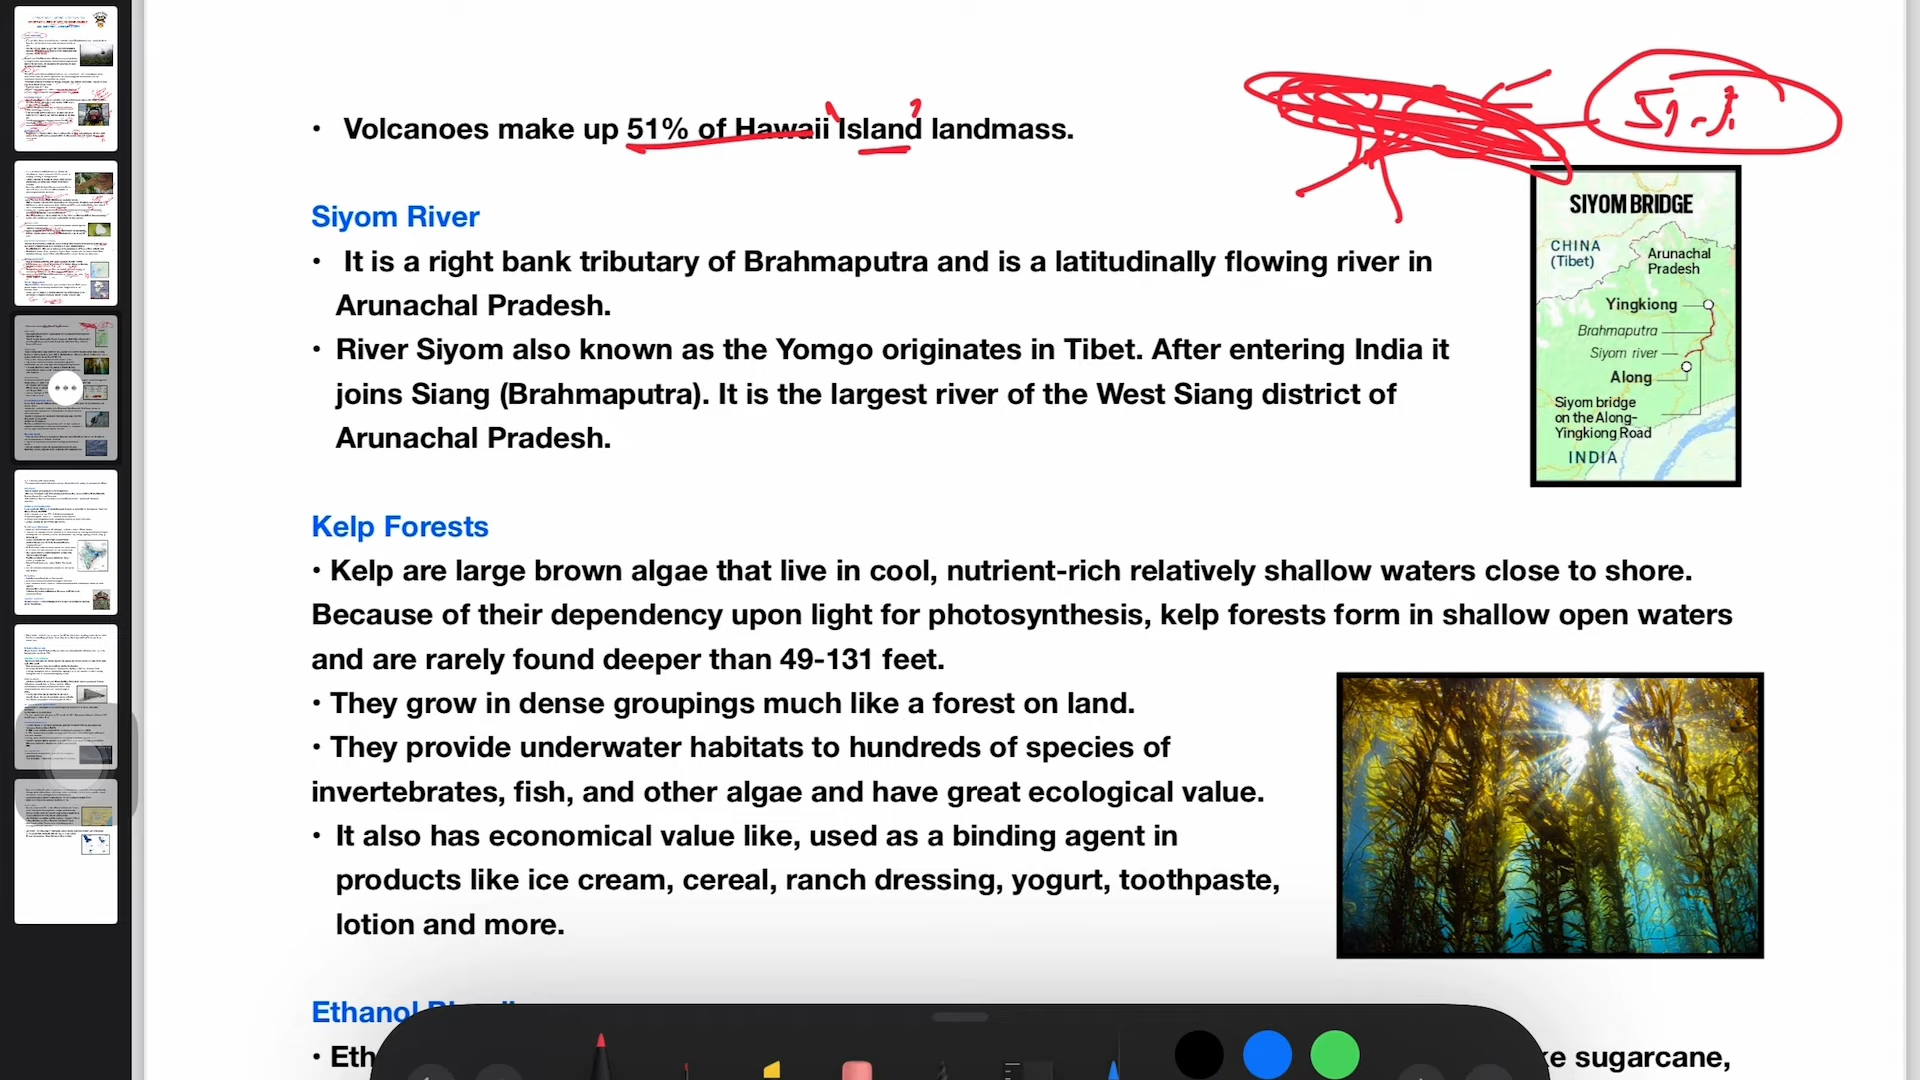 • Volcanoes make up 51% of Hawaii Island landmass.
SIYOM BRIDGE
CHINA
(Tibet)
Arunachal
Pradesh
Yingkiong
Brahmaputra
Siyom river
Along
Siyom bridge
on the Along-
Yingkiong Road
INDIA
Siyom River
• It is a right bank tributary of Brahmaputra and is a latitudinally flowing river in
Arunachal Pradesh.
• River Siyom also known as the Yomgo originates in Tibet. After entering India it
joins Siang (Brahmaputra). It is the largest river of the West Siang district of
Arunachal Pradesh.
Kelp Forests
• Kelp are large brown algae that live in cool, nutrient-rich relatively shallow waters close to shore.
Because of their dependency upon light for photosynthesis, kelp forests form in shallow open waters
and are rarely found deeper than 49-131 feet.
• They grow in dense groupings much like a forest on land.
• They provide underwater habitats to hundreds of species of
invertebrates, fish, and other algae and have great ecological value.
• It also has economical value like, used as a binding agent in
products like ice cream, cereal, ranch dressing, yogurt, toothpaste,
lotion and more.
Ethanol
• Eth
ke sugarcane,